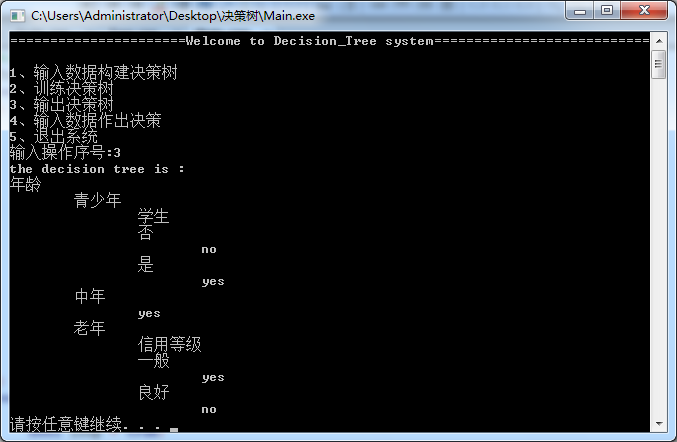 C:\Users\Administrator\Desktop\决策树\Main.exe
======================Welcome to Decision_Tree system===========================
1、输入数据构建决策树
2、训练决策树
3、输出决策树
4、输入数据作出决策
5、退出系统
输入操作序号:3
the decision tree is :
年龄
青少年
学生
否
no
是
yes
中年
yes
老年
信用等级
一般
yes
良好
no
请按任意键继续. . .